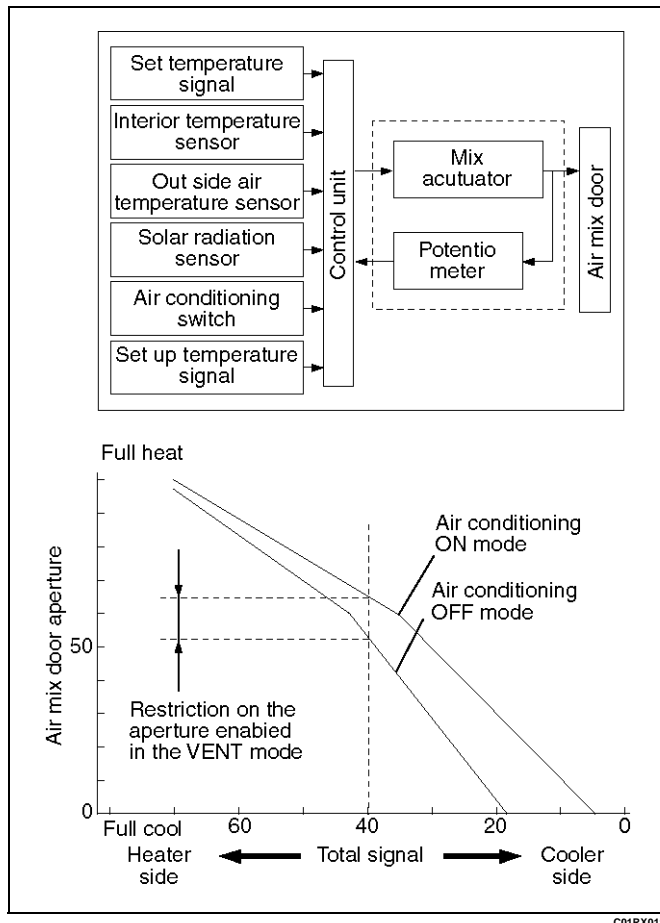 Set temperature
signal
Interior temperature
sensor
Out side air
temperature sensor
Solar radiation
sensor
Air conditioning
switch
Set up temperature
signal
Control unit
Mix
acutuator
Potentio
meter
Air mix door
Full heat
Air mix door aperture
50
0
Air conditioning
ON mode
Air conditioning
OFF mode
Restriction on the
aperture enabied
in the VENT mode
Full cool
60
40
20
0
Heater
side
Total signal
Cooler
side
C01RX01